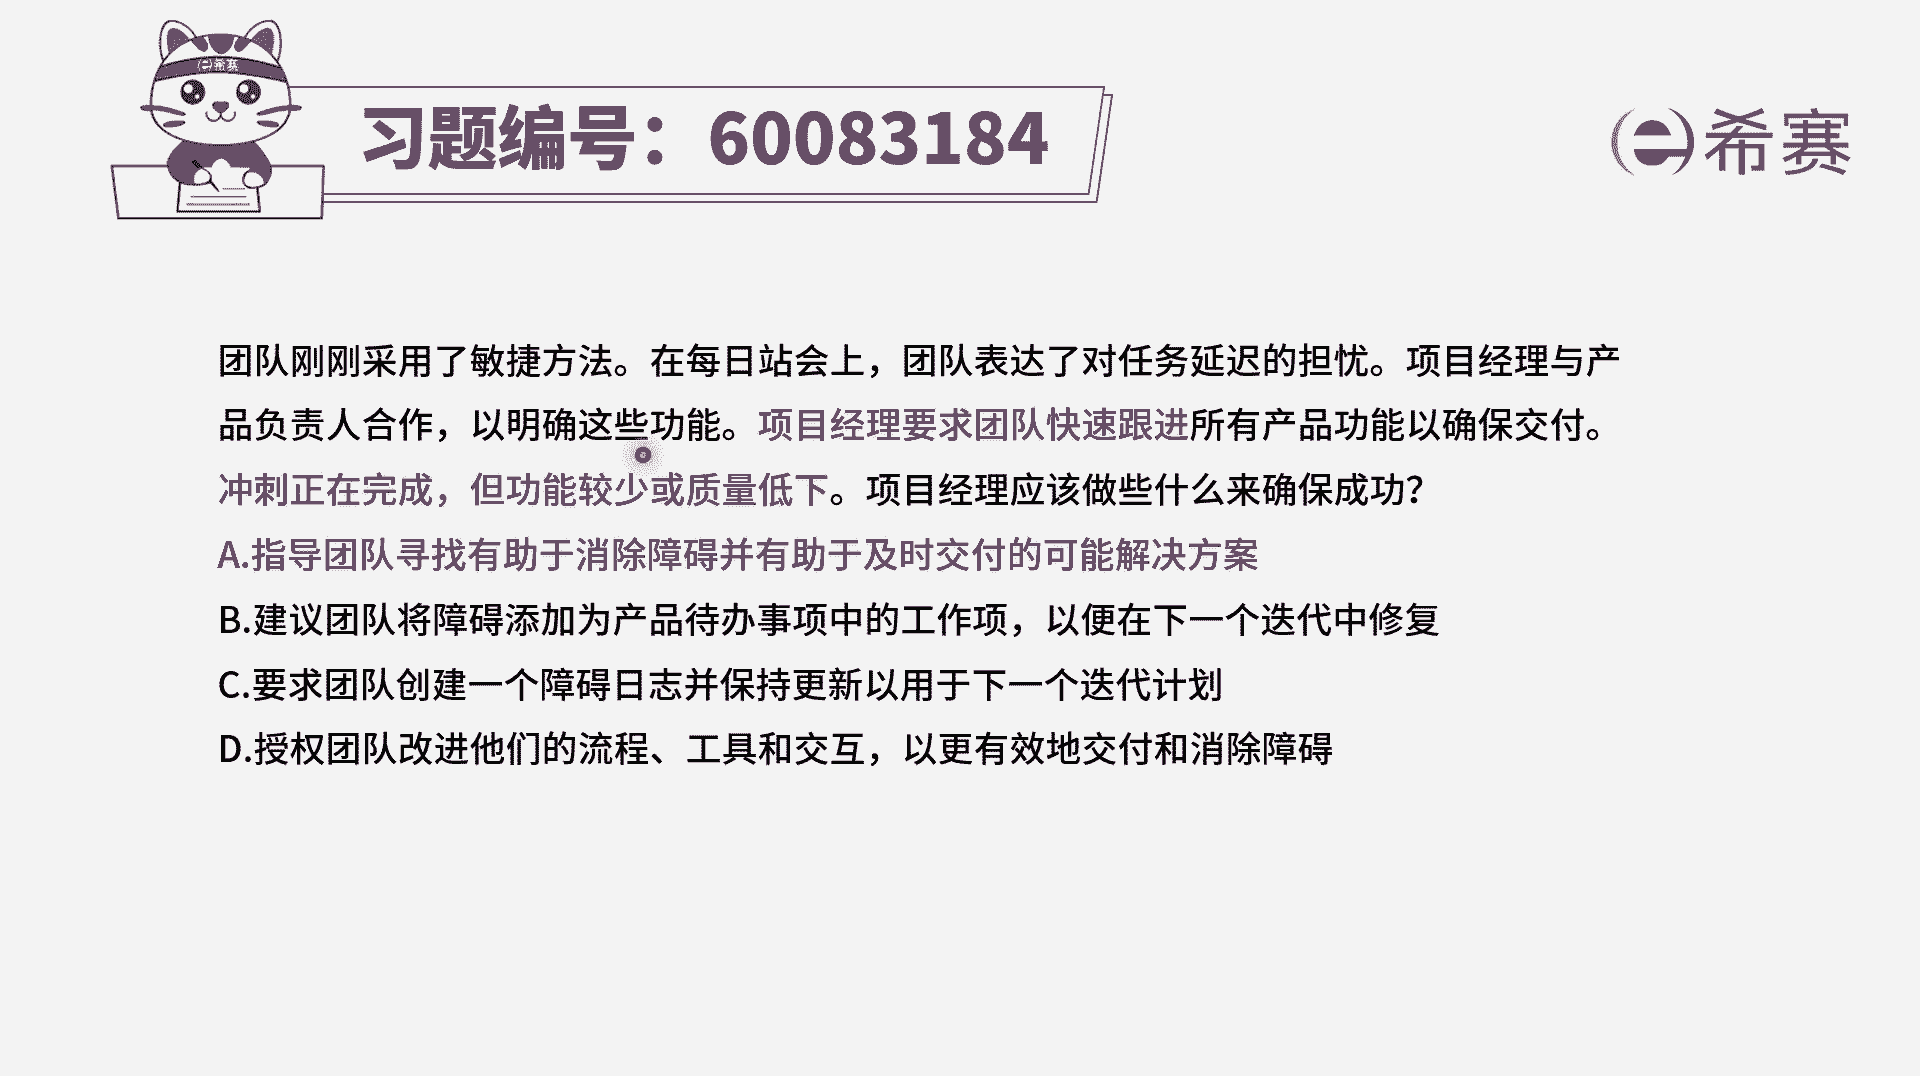 希赛
习题编号：60083184
希赛
团队刚刚采用了敏捷方法。在每日站会上，团队表达了对任务延迟的担忧。项目经理与产
品负责人合作，以明确这些功能。项目经理要求团队快速跟进所有产品功能以确保交付。
冲刺正在完成，但功能较少或质量低下。项目经理应该做些什么来确保成功？
A.指导团队寻找有助于消除障碍并有助于及时交付的可能解决方案
B.建议团队将障碍添加为产品待办事项中的工作项，以便在下一个迭代中修复
C.要求团队创建一个障碍日志并保持更新以用于下一个迭代计划
D.授权团队改进他们的流程、工具和交互，以更有效地交付和消除障碍